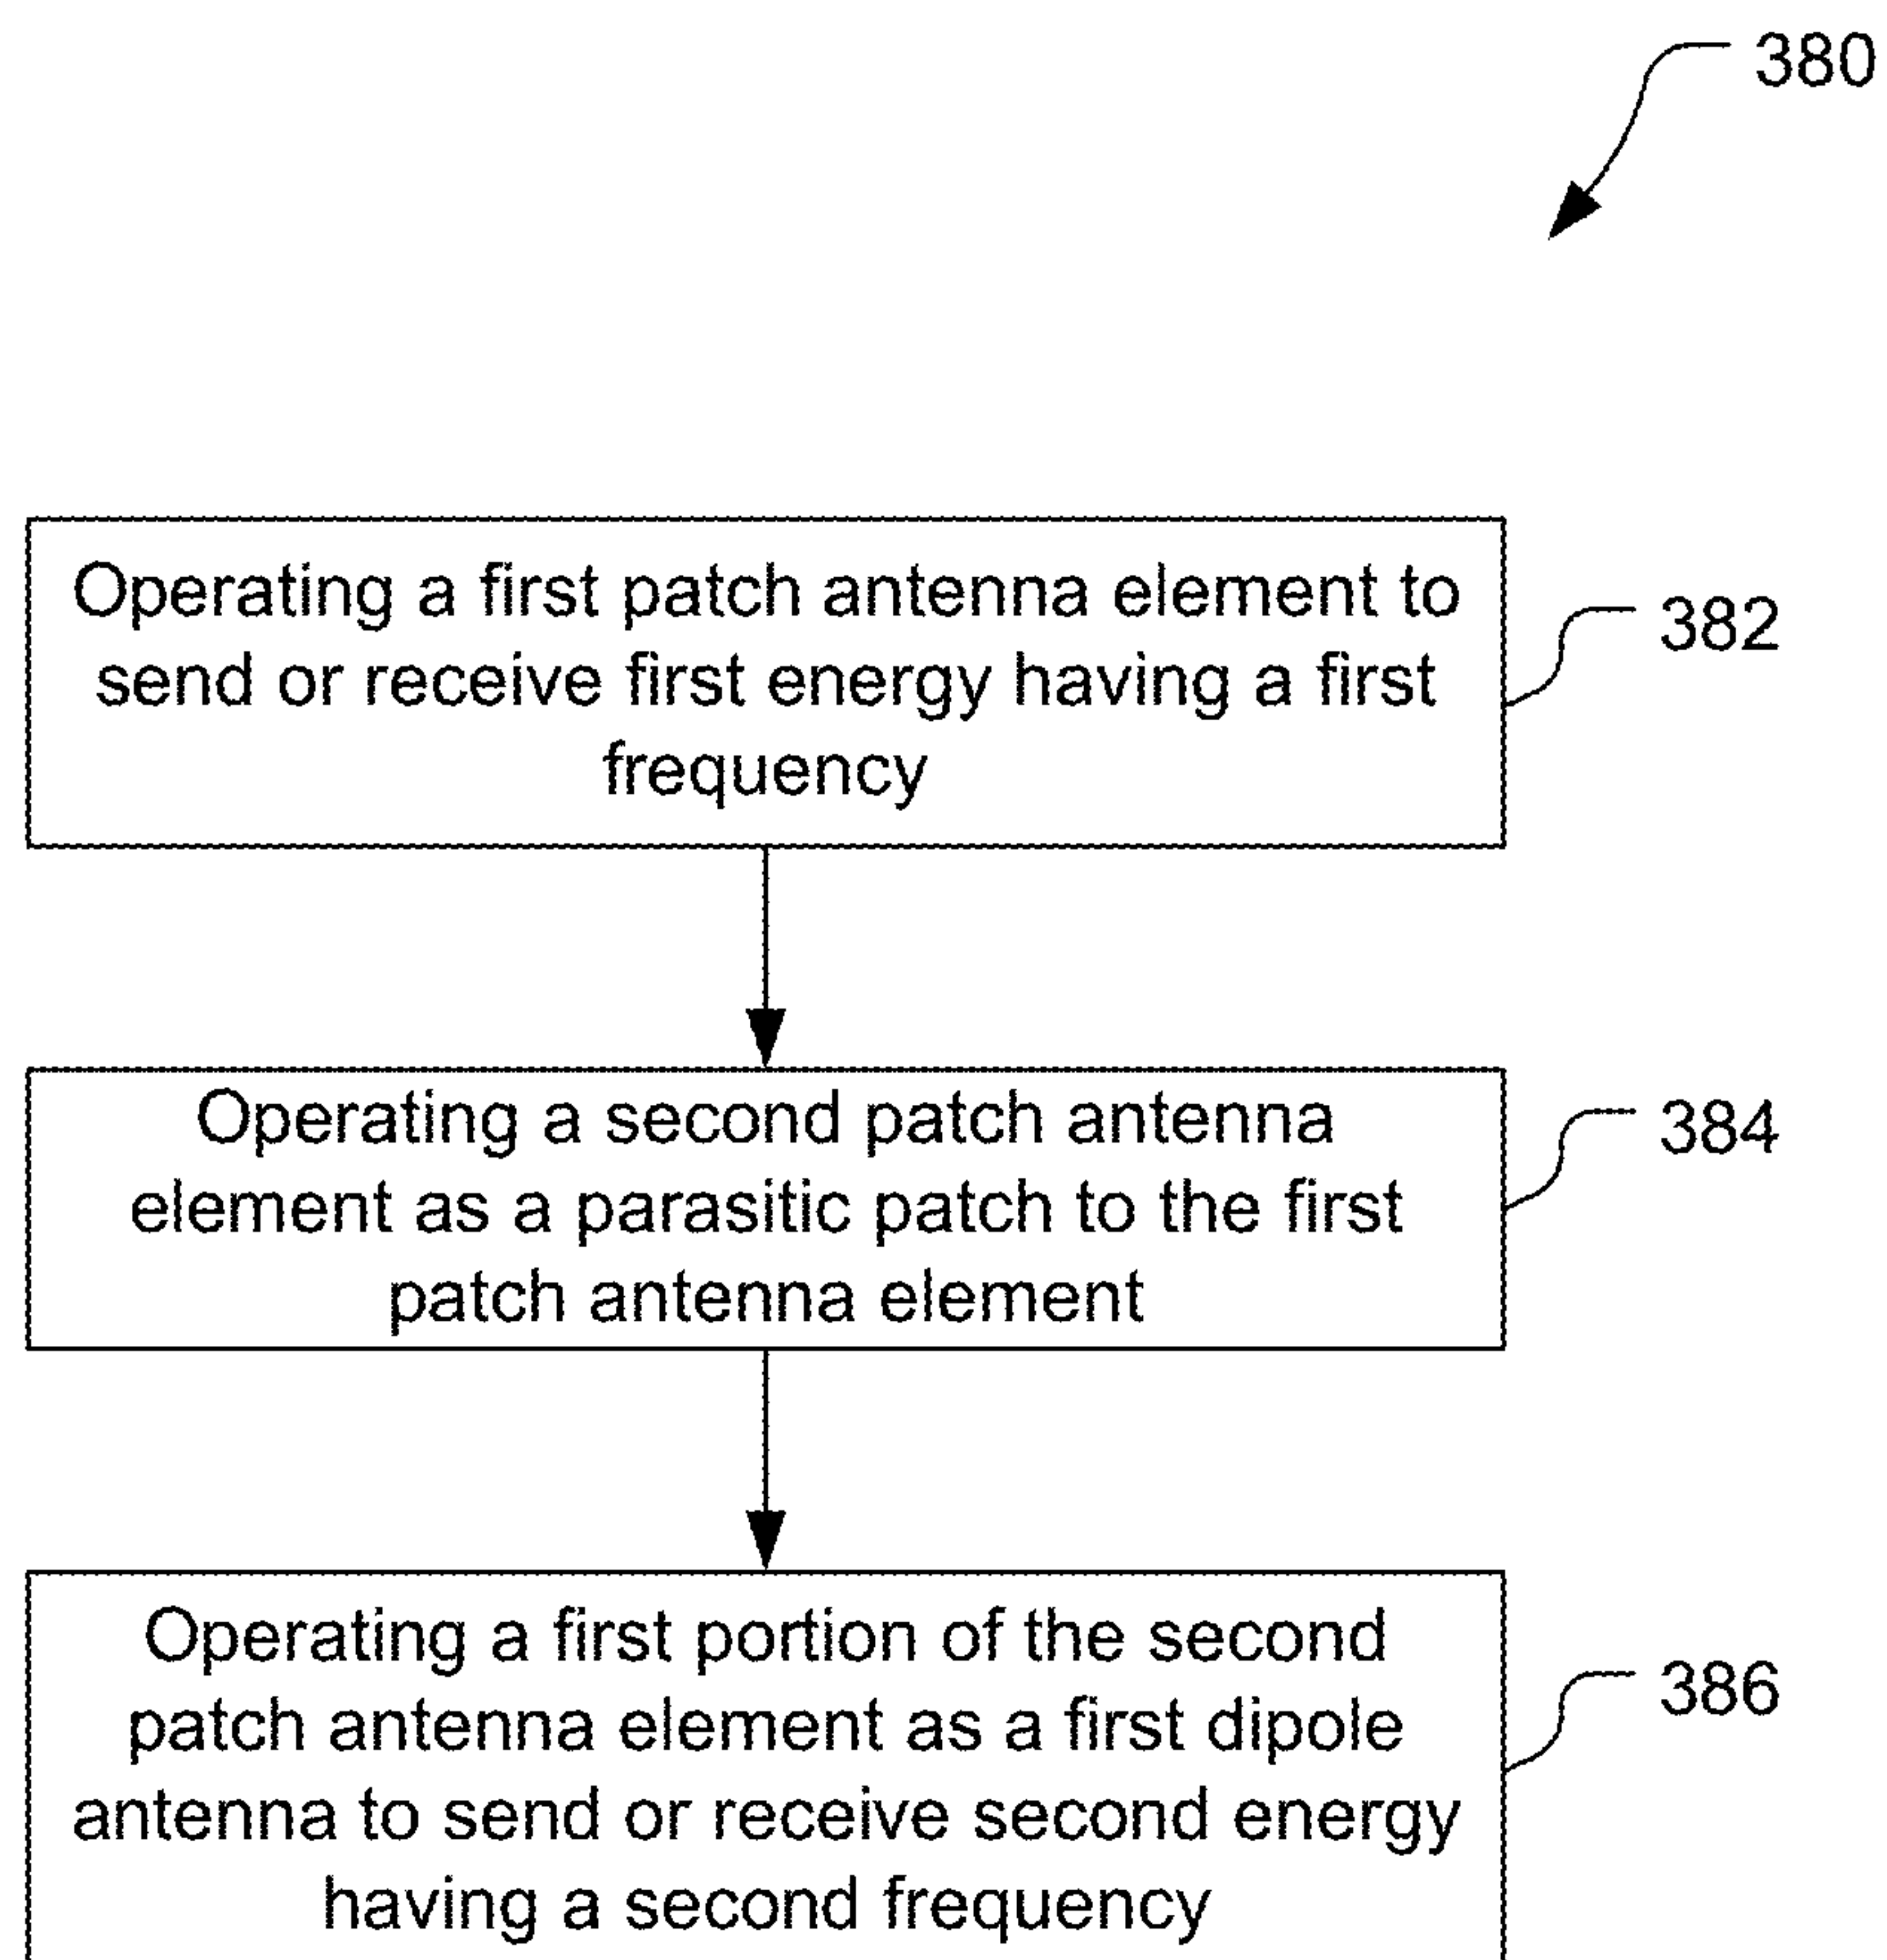 380
Operating a first patch antenna element to
send or receive first energy having a first
frequency
382
Operating a second patch antenna
element as a parasitic patch to the first
patch antenna element
384
Operating a first portion of the second
patch antenna element as a first dipole
antenna to send or receive second energy
having a second frequency
386